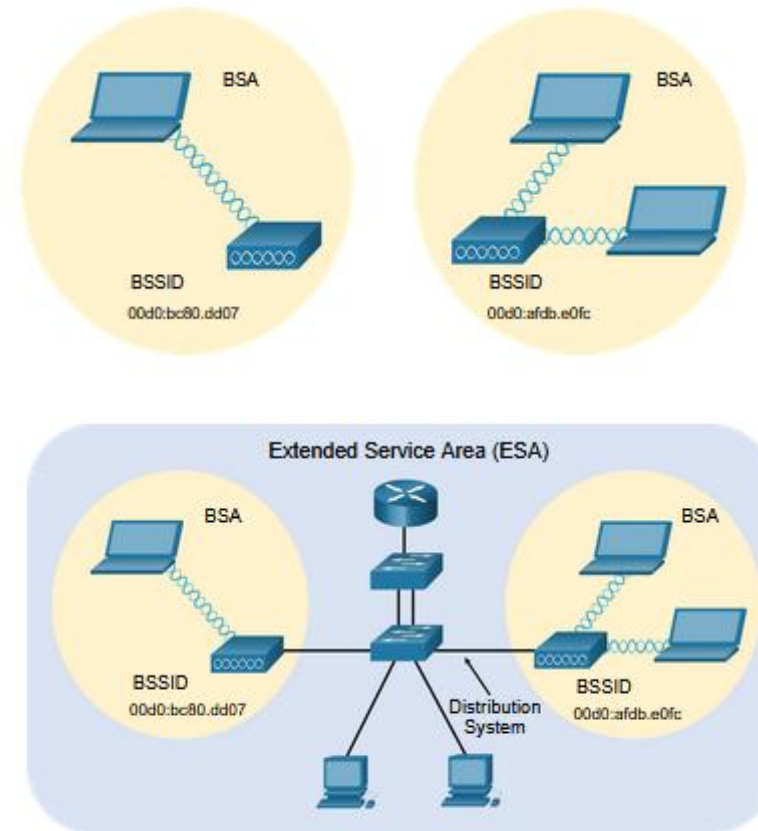 BSA
BSSID
00d0:bc80.dd07
BSA
BSSID
00d0:afdb.e0fc
Extended Service Area (ESA)
BSA
BSSID
00d0:bc80.dd07
BSA
BSSID
00d0:afdb.e0fc
Distribution
System